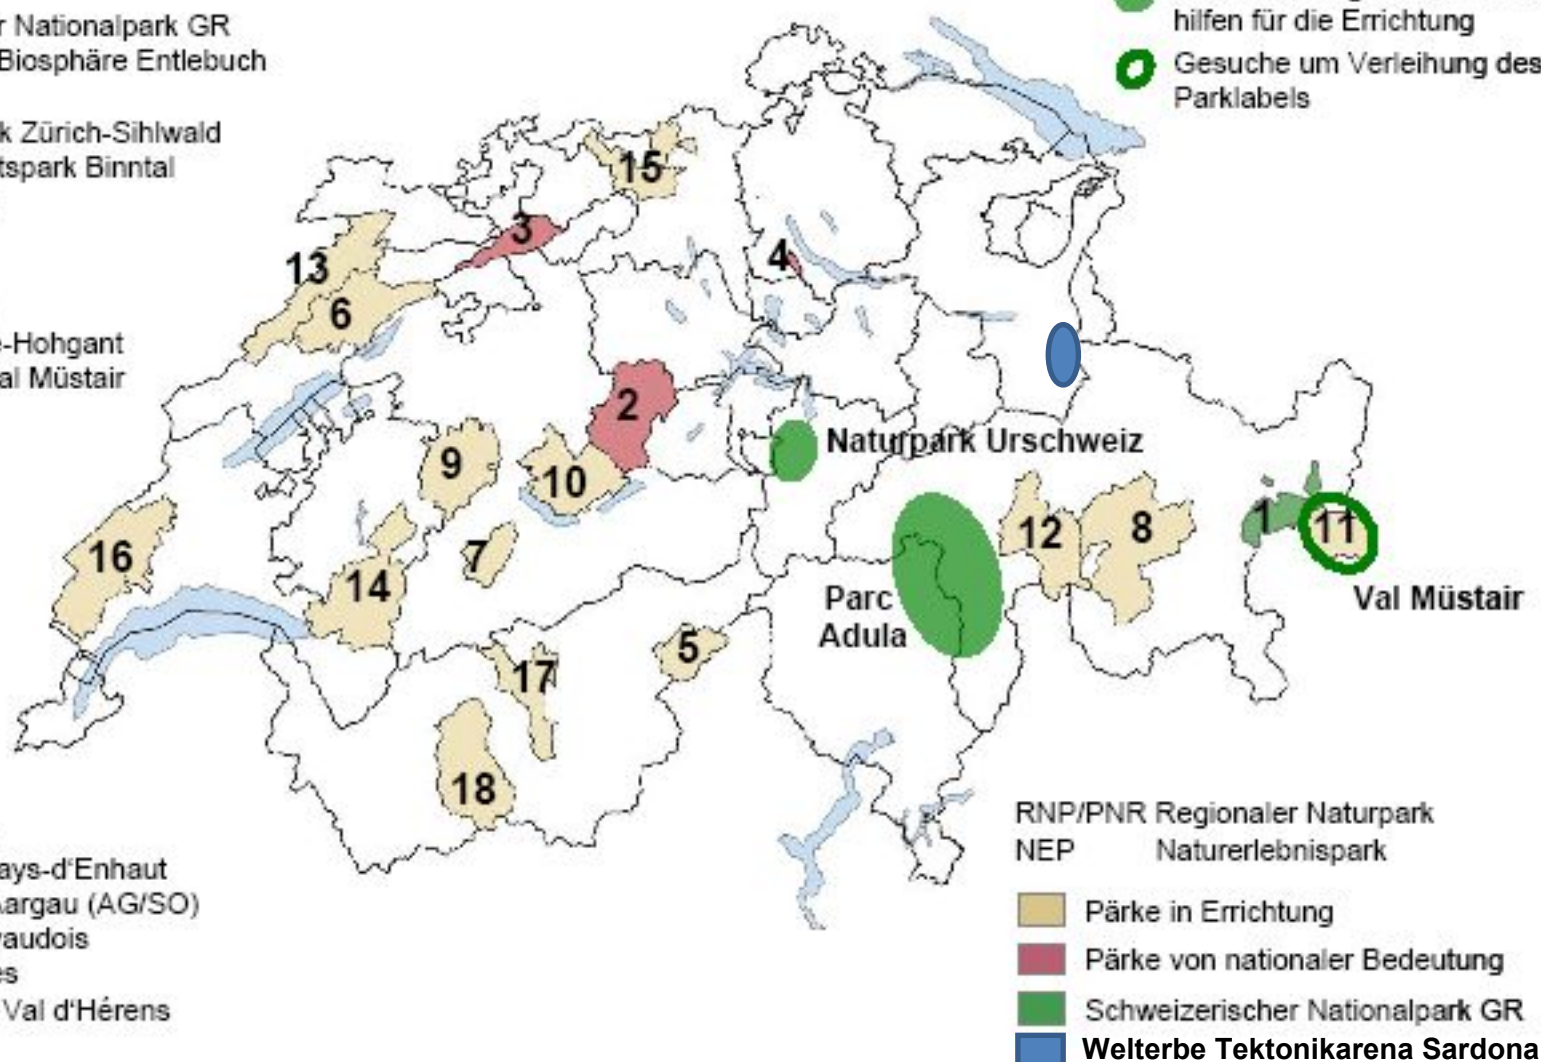 r Nationalpark GR
Biosphäre Entlebuch
k Zürich-Sihlwald
tspark Binntal
e-Hohgant
al Müstair
hilfen für die Errichtung
Gesuche um Verleihung des
Parklabels
15
3
4
13
6
2
Naturpark Urschweiz
9
10
16
7
14
12
8
1
11
Val Müstair
Parc
Adula
5
17
18
ays-d'Enhaut
Aargau (AG/SO)
vaudois
es
Val d'Hérens
RNP/PNR Regionaler Naturpark
NEP Naturerlebnispark
Pärke in Errichtung
Pärke von nationaler Bedeutung
Schweizerischer Nationalpark GR
Welterbe Tektonikarena Sardona